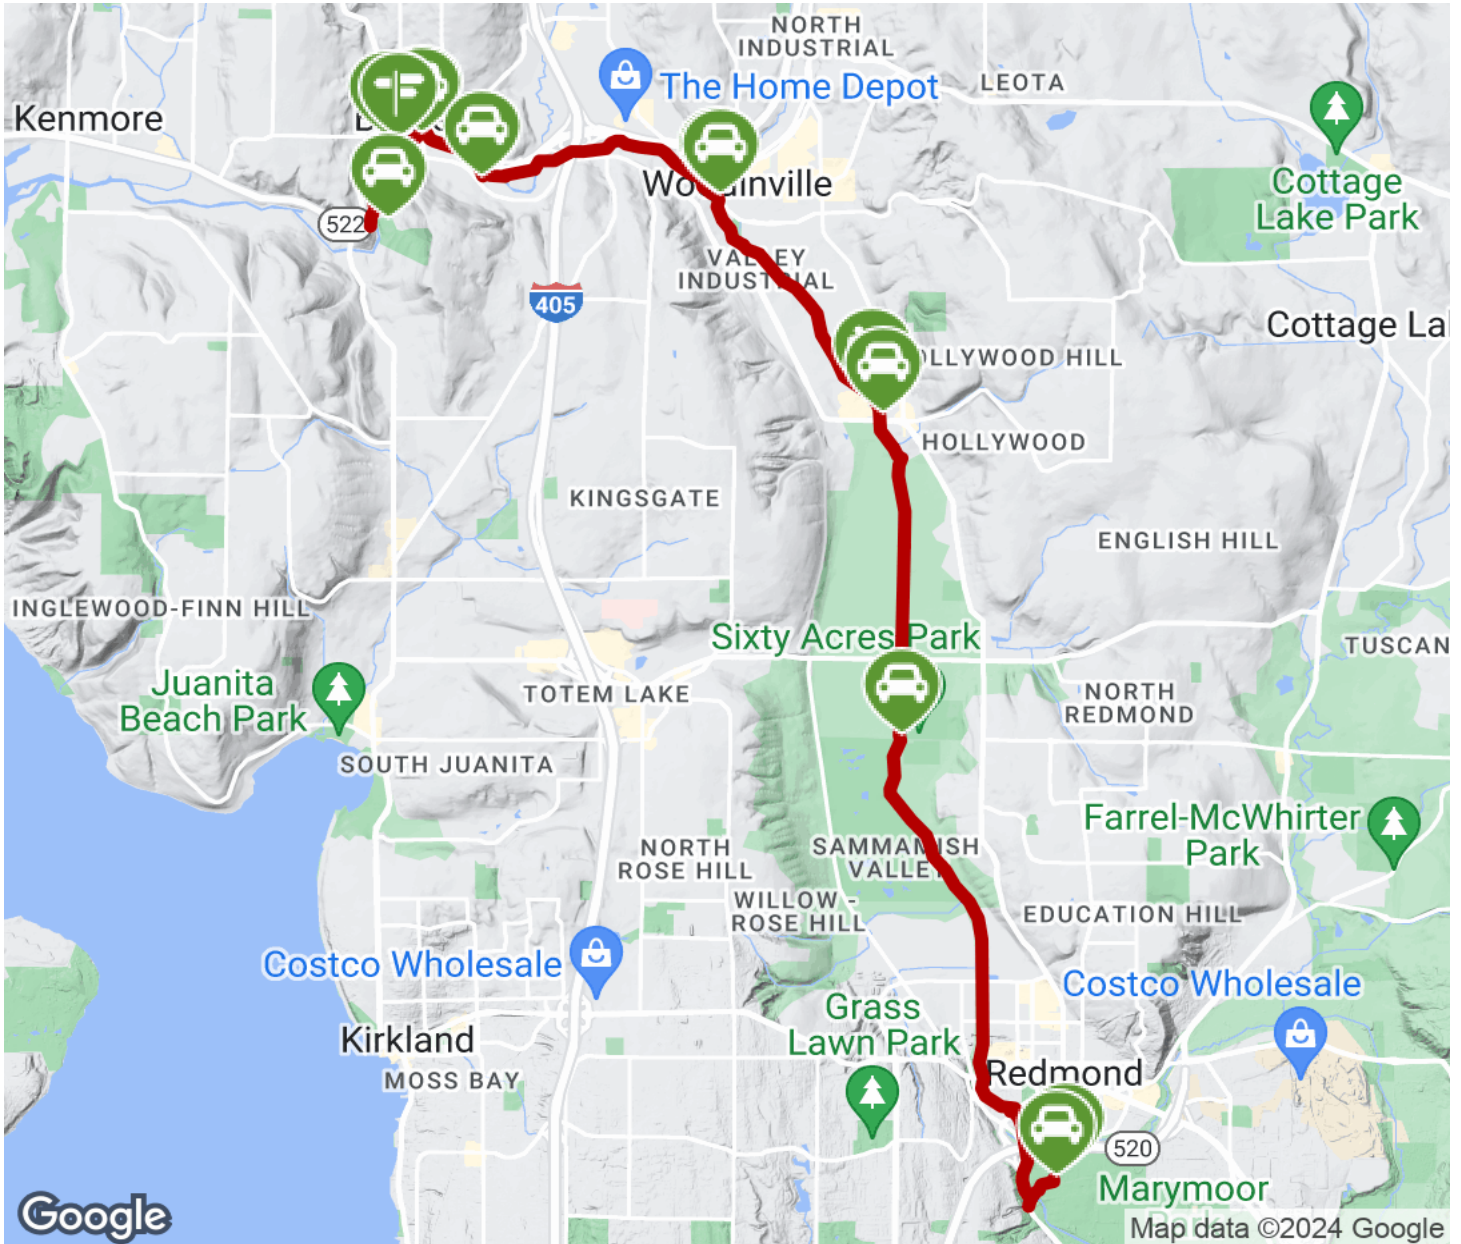 NORTH
INDUSTRIAL
LEOTA
The Home Depot
Kenmore
Cottage
Lake Park
522
VALLEY
INDUSTRIAL
405
Cottage La
HOLLYWOOD
KINGSGATE
ENGLISH HILL
INGLEWOOD-FINN HILL
Sixty Acres Park
TUSCAN
Juanita
Beach Park
TOTEM LAKE
NORTH
REDMOND
SOUTH JUANITA
Farrel-McWhirter
Park
NORTH
ROSE HILL
SAMMAMISH
VALLEY
WILLOW -
ROSE HILL
EDUCATION HILL
Costco Wholesale
Costco Wholesale
Grass
Lawn Park
Kirkland
MOSS BAY
Redmond
520
Marymoor
Google
Map data ©2024 Google